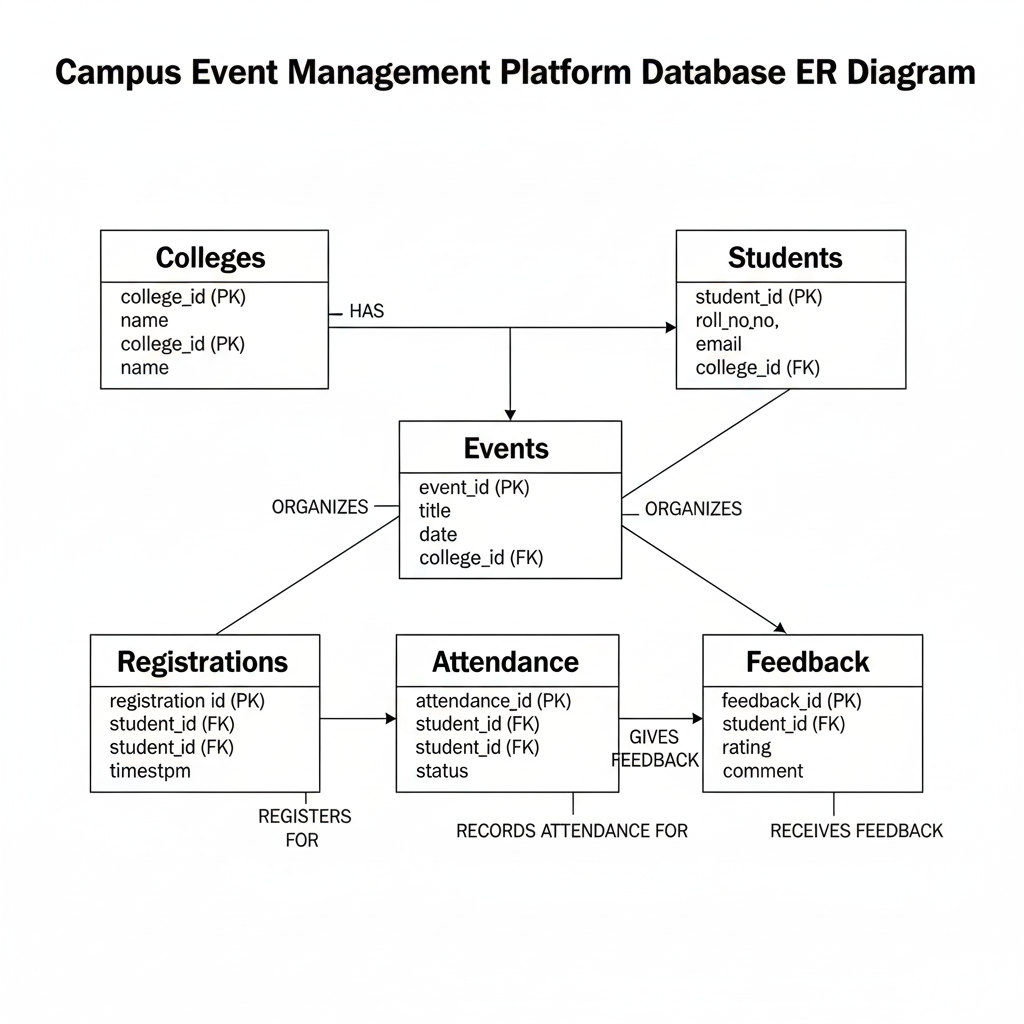 Campus Event Management Platform Database ER Diagram
Colleges
college_id (PK)
name
college_id (PK)
name
HAS
Students
student_id (PK)
roll_no̩no,
email
college_id (FK)
Events
event_id (PK)
title
date
college_id (FK)
ORGANIZES
ORGANIZES
Registrations
registration id (PK)
student_id (FK)
student_id (FK)
timestpm
REGISTERS
FOR
Attendance
attendance_id (PK)
student_id (FK)
student_id (FK)
status
RECORDS ATTENDANCE FOR
GIVES
FEEDBACK
Feedback
feedback_id (PK)
student_id (FK)
rating
comment
RECEIVES FEEDBACK